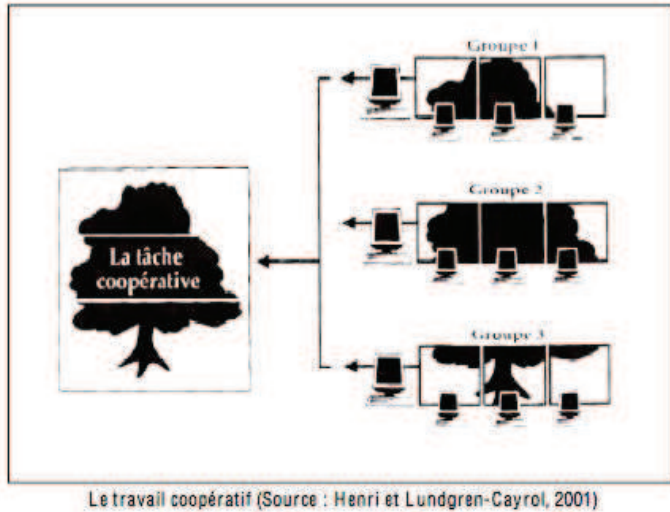 Groupe 1
Groupe 2
La tâche
coopérative
Groupe 3
Le travail coopératif (Source : Henri et Lundgren-Cayrol, 2001)